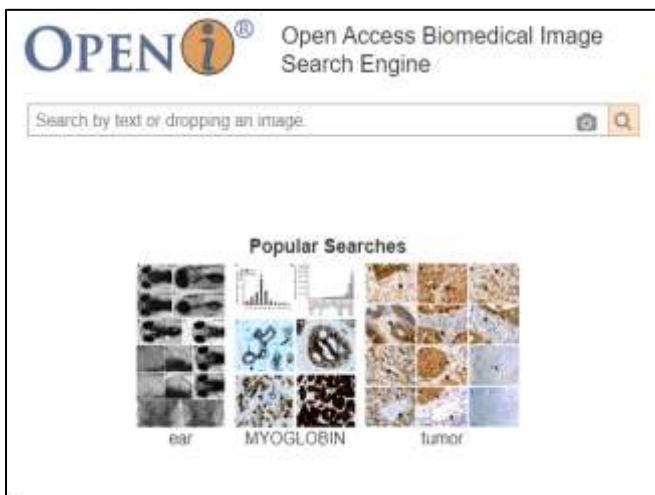 OPEN i® Open Access Biomedical Image
Search Engine
Search by text or dropping an image.
Popular Searches
ear MYOGLOBIN tumor